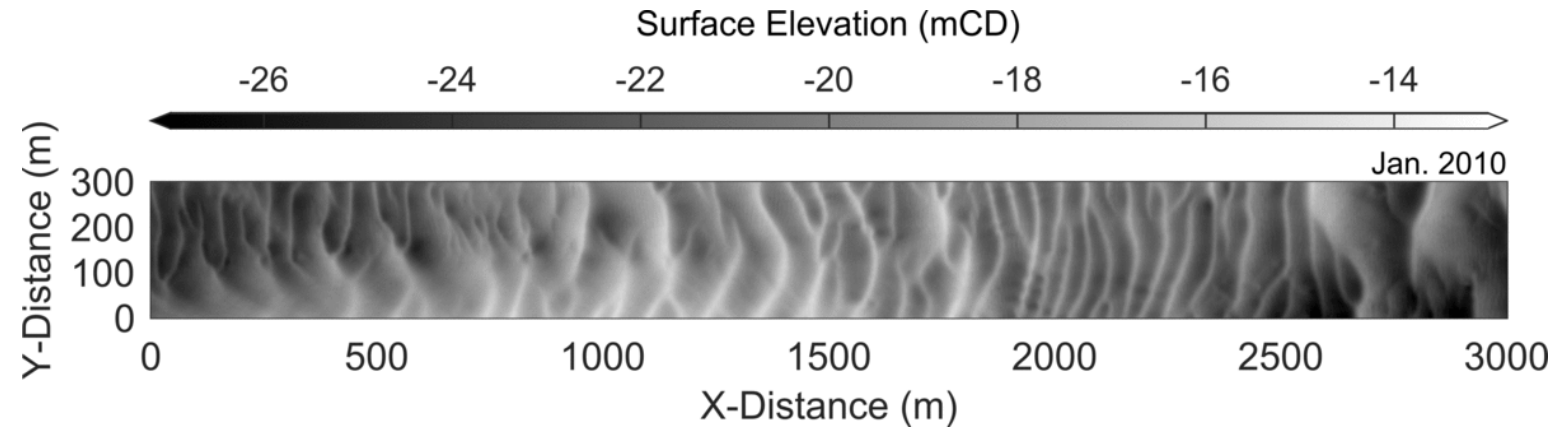 Surface Elevation (mCD)
-26 -24 -22 -20 -18 -16 -14
Jan. 2010
Y-Distance (m)
300
200
100
0
0 500 1000 1500 2000 2500 3000
X-Distance (m)